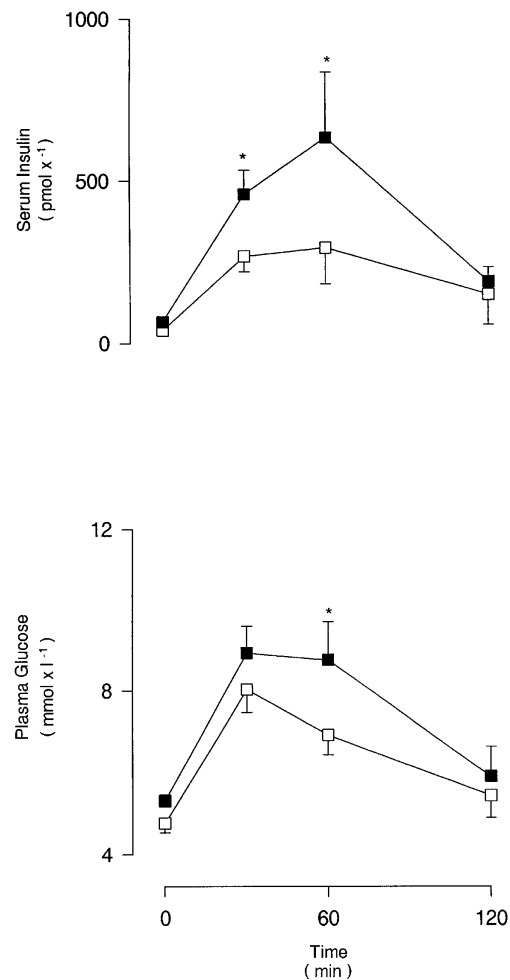 1000
*
*
Serum Insulin
( pmol x -1 )
500
0
12
*
Plasma Glucose
( mmol x l -1 )
8
4
0 60 120
Time
( min )